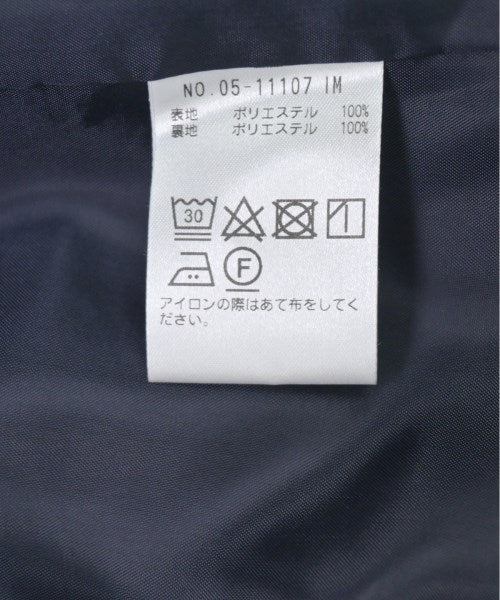 NO.05-11107 IM
表地 ポリエステル 100%
裏地 ポリエステル 100%
30
F
アイロンの際はあて布をしてく
ださい。